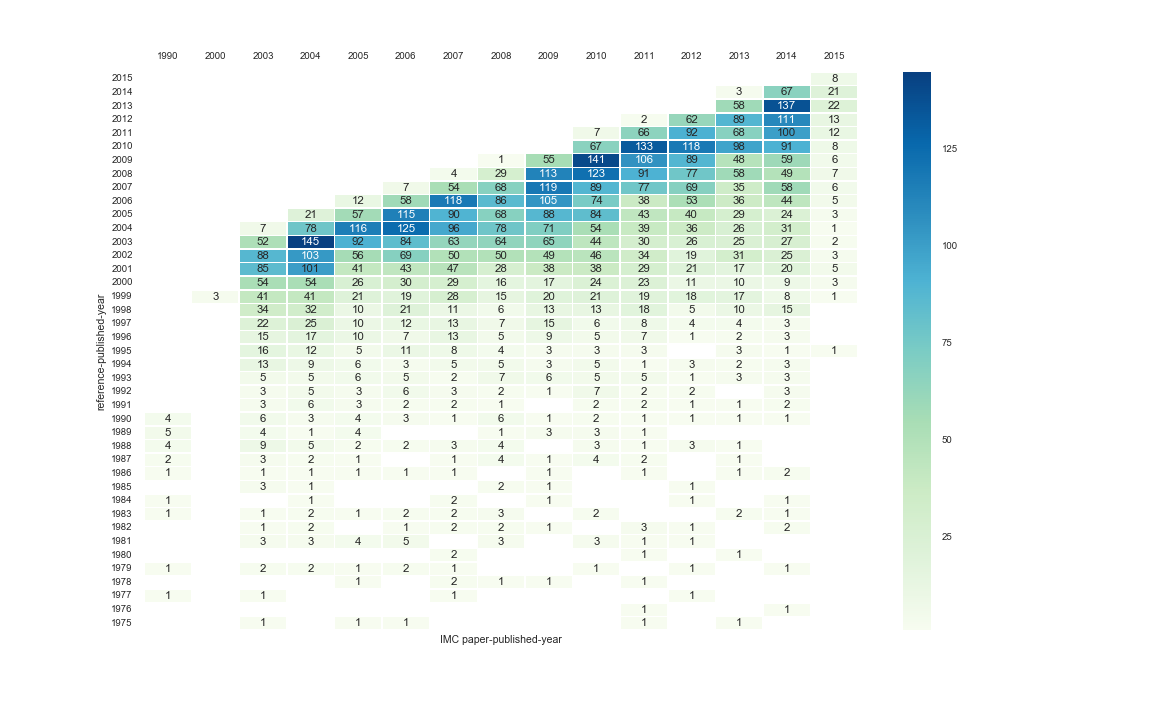 1990 2000 2003 2004 2005 2006 2007 2008 2009 2010 2011 2012 2013 2014 2015
2015 8
2014 3 67 21
2013 58 137 22
2012 2 62 89 111 13
2011 7 66 92 68 100 12
2010 67 133 118 98 91 8
125
2009 1 55 141 106 89 48 59 6
2008 4 29 113 123 91 77 58 49 7
2007 7 54 68 119 89 77 69 35 58 6
2006 12 58 118 86 105 74 38 53 36 44 5
2005 21 57 115 90 68 88 84 43 40 29 24 3
2004 7 78 116 125 96 78 71 54 39 36 26 31 1
2003 52 145 92 84 63 64 65 44 30 26 25 27 2
100
2002 88 103 56 69 50 50 49 46 34 19 31 25 3
2001 85 101 41 43 47 28 38 38 29 21 17 20 5
2000 54 54 26 30 29 16 17 24 23 11 10 9 3
1999 3 41 41 21 19 28 15 20 21 19 18 17 8 1
1998 34 32 10 21 11 6 13 13 18 5 10 15
1997 22 25 10 12 13 7 15 6 8 4 4 3
1996 15 17 10 7 13 5 9 5 7 1 2 3
75
1995 16 12 5 11 8 4 3 3 3 3 1 1
1994 13 9 6 3 5 5 3 5 1 3 2 3
1993 5 5 6 5 2 7 6 5 5 1 3 3
1992 3 5 3 6 3 2 1 7 2 2 3
1991 3 6 3 2 2 1 2 2 1 1 2
1990 4 6 3 4 3 1 6 1 2 1 1 1 1
1989 5 4 1 4 1 3 3 1
50
1988 4 9 5 2 2 3 4 3 1 3 1
1987 2 3 2 1 1 4 1 4 2 1
1986 1 1 1 1 1 1 1 1 1 2
1985 3 1 2 1 1
1984 1 1 2 1 1 1
1983 1 1 2 1 2 2 3 2 2 1
1982 1 2 1 2 2 1 3 1 2
25
1981 3 3 4 5 3 3 1 1
1980 2 1 1
1979 1 2 2 1 2 1 1 1 1
1978 1 2 1 1 1
1977 1 1 1 1
1976 1 1
1975 1 1 1 1 1
reference-published-year
IMC paper-published-year